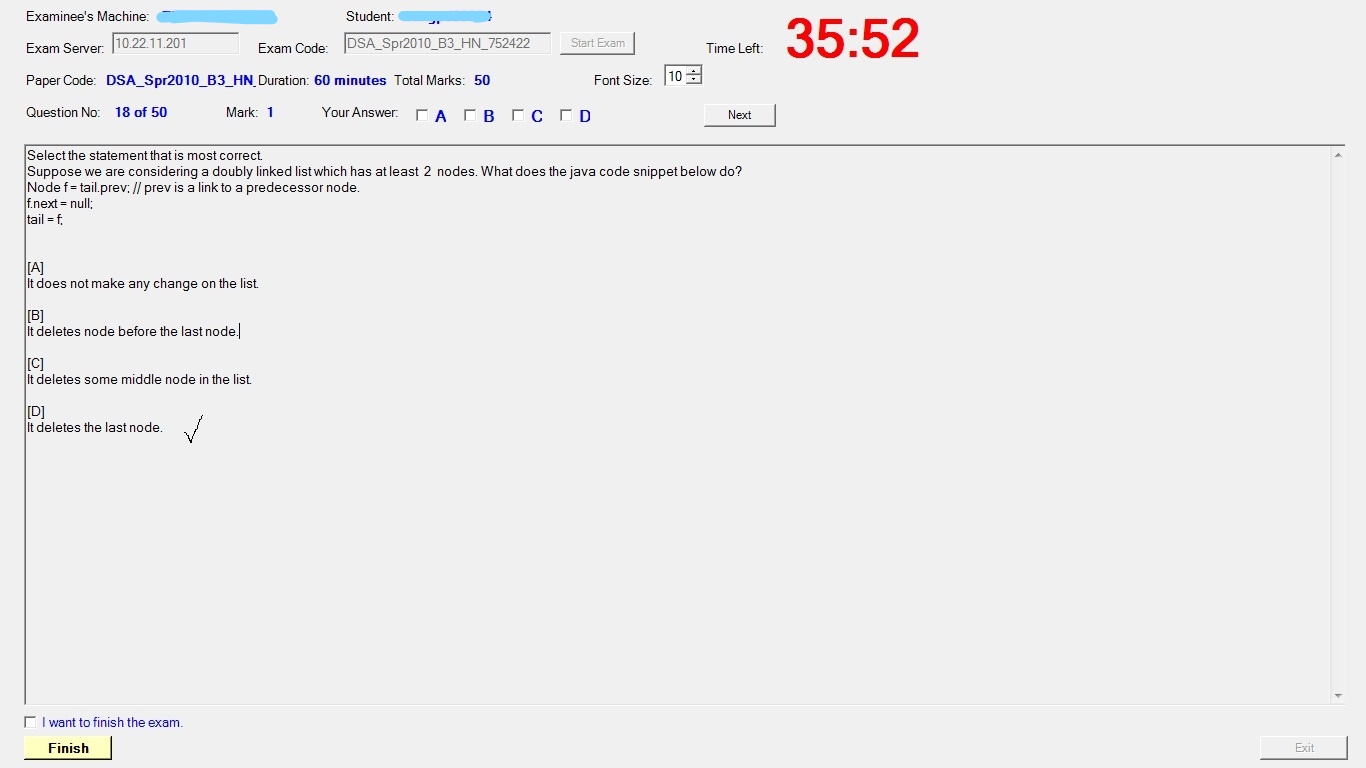 Examinee's Machine: Student:
Exam Server: 10.22.11.201 Exam Code: DSA_Spr2010_B3_HN_752422 Start Exam Time Left: 35:52
Paper Code: DSA_Spr2010_B3_HN_ Duration: 60 minutes Total Marks: 50 Font Size: 10
Question No: 18 of 50 Mark: 1 Your Answer: A B C D Next
Select the statement that is most correct.
Suppose we are considering a doubly linked list which has at least 2 nodes. What does the java code snippet below do?
Node f = tail.prev; // prev is a link to a predecessor node.
f.next = null;
tail = f;
[A]
It does not make any change on the list.
[B]
It deletes node before the last node.
[C]
It deletes some middle node in the list.
[D]
It deletes the last node.
I want to finish the exam.
Finish Exit